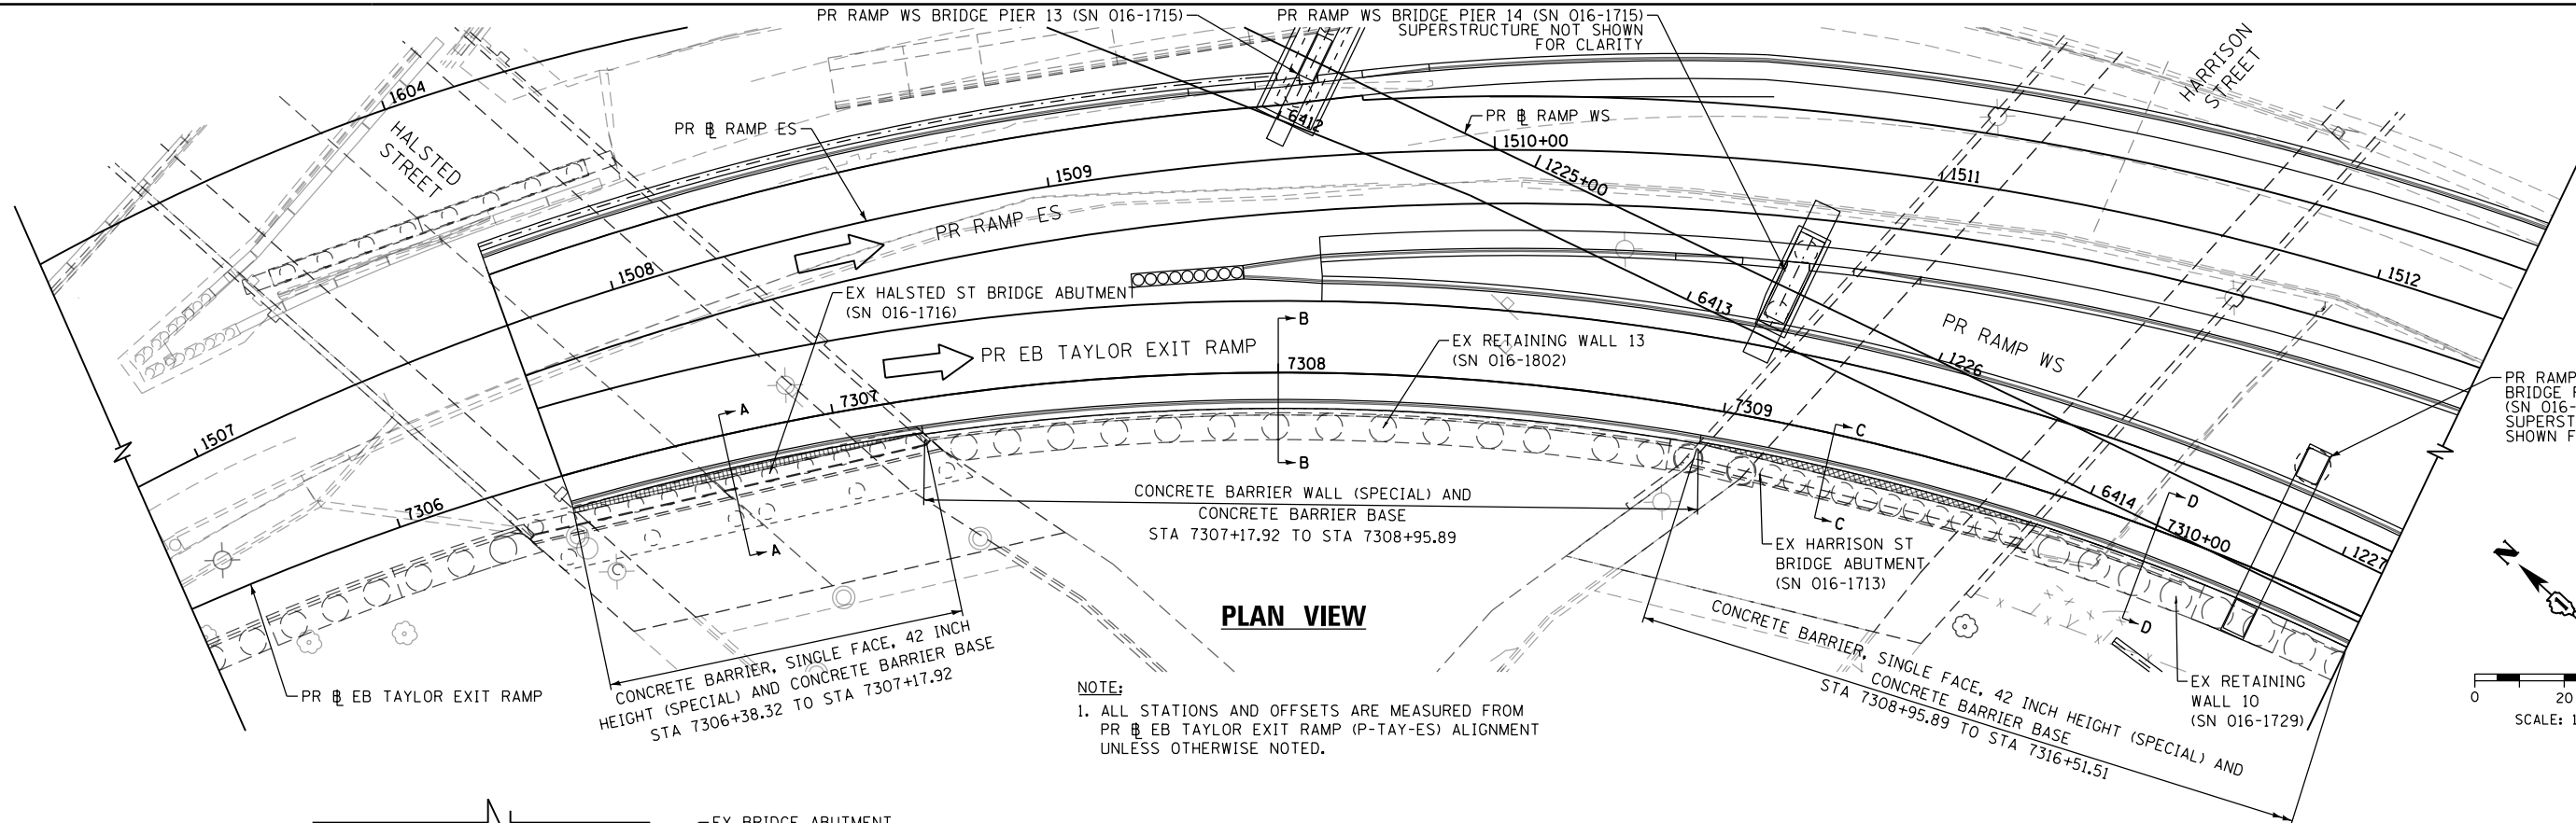 PR RAMP WS BRIDGE PIER 13 (SN 016-1715)
PR RAMP WS BRIDGE PIER 14 (SN 016-1715)
SUPERSTRUCTURE NOT SHOWN
FOR CLARITY
HARRISON
STREET
1604
HALSTED
STREET
PR ⅊ RAMP ES
6412
PR ⅊ RAMP WS
1510+00
1225+00
1509
1511
PR RAMP ES
1508
1512
EX HALSTED ST BRIDGE ABUTMENT
(SN 016-1716)
6413
B
PR RAMP WS
PR EB TAYLOR EXIT RAMP
EX RETAINING WALL 13
(SN 016-1802)
7308
1226
PR RAMP
BRIDGE
(SN 016-
SUPERST
SHOWN F
A
7307
7309
C
1507
B
CONCRETE BARRIER WALL (SPECIAL) AND
CONCRETE BARRIER BASE
STA 7307+17.92 TO STA 7308+95.89
6414
D
7306
C
7310+00
A
EX HARRISON ST
BRIDGE ABUTMENT
(SN 016-1713)
1227
N
PLAN VIEW
D
CONCRETE BARRIER, SINGLE FACE, 42 INCH
HEIGHT (SPECIAL) AND CONCRETE BARRIER BASE
STA 7306+38.32 TO STA 7307+17.92
CONCRETE BARRIER, SINGLE FACE, 42 INCH HEIGHT (SPECIAL) AND
CONCRETE BARRIER BASE
STA 7308+95.89 TO STA 7316+51.51
PR ⅊ EB TAYLOR EXIT RAMP
EX RETAINING
WALL 10
(SN 016-1729)
0 20
SCALE: 1
NOTE:
1. ALL STATIONS AND OFFSETS ARE MEASURED FROM
PR ⅊ EB TAYLOR EXIT RAMP (P-TAY-ES) ALIGNMENT
UNLESS OTHERWISE NOTED.
EX BRIDGE ABUTMENT